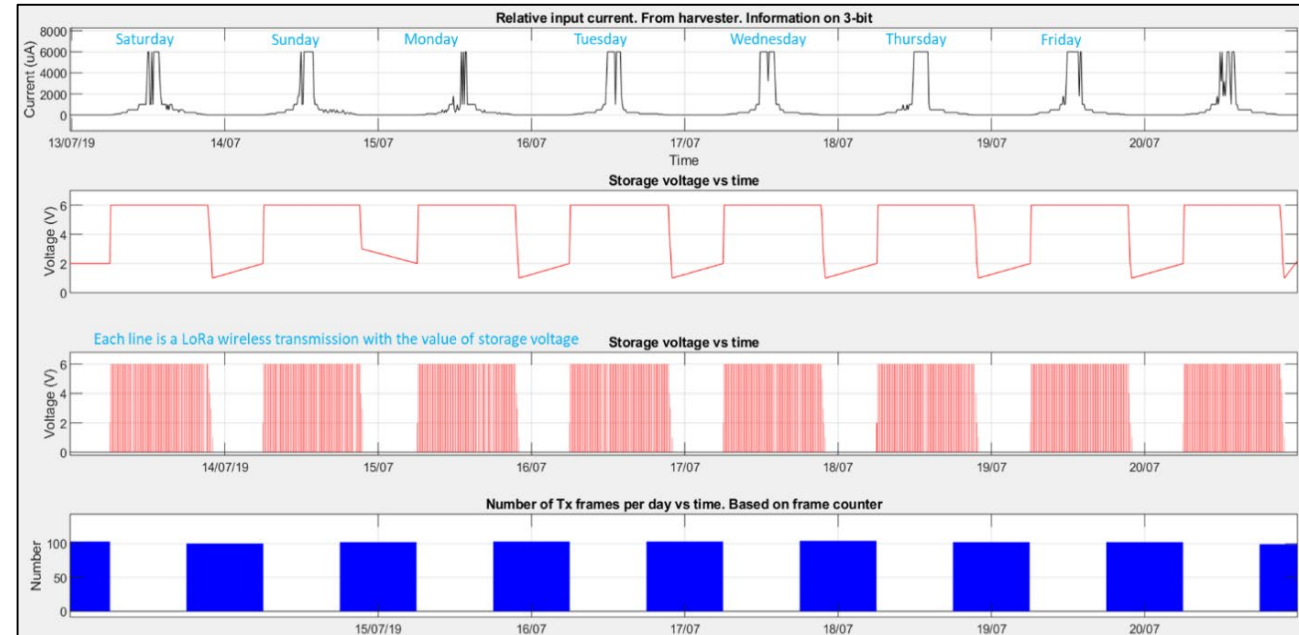 Relative input current. From harvester. Information on 3-bit
Saturday Sunday Monday Tuesday Wednesday Thursday Friday
Current (uA)
8000
6000
4000
2000
0
13/07/19 14/07 15/07 16/07 17/07 18/07 19/07 20/07
Time
Storage voltage vs time
Voltage (V)
6
4
2
0
Each line is a LoRa wireless transmission with the value of storage voltage
Storage voltage vs time
Voltage (V)
6
4
2
0
14/07/19 15/07 16/07 17/07 18/07 19/07 20/07
Number of Tx frames per day vs time. Based on frame counter
Number
100
50
0
15/07/19 16/07 17/07 18/07 19/07 20/07